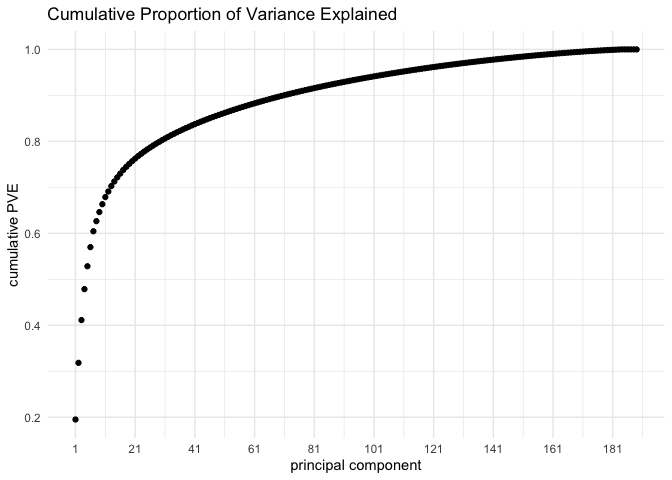 Cumulative Proportion of Variance Explained
cumulative PVE
1.0
0.8
0.6
0.4
0.2
1 21 41 61 81 101 121 141 161 181
principal component